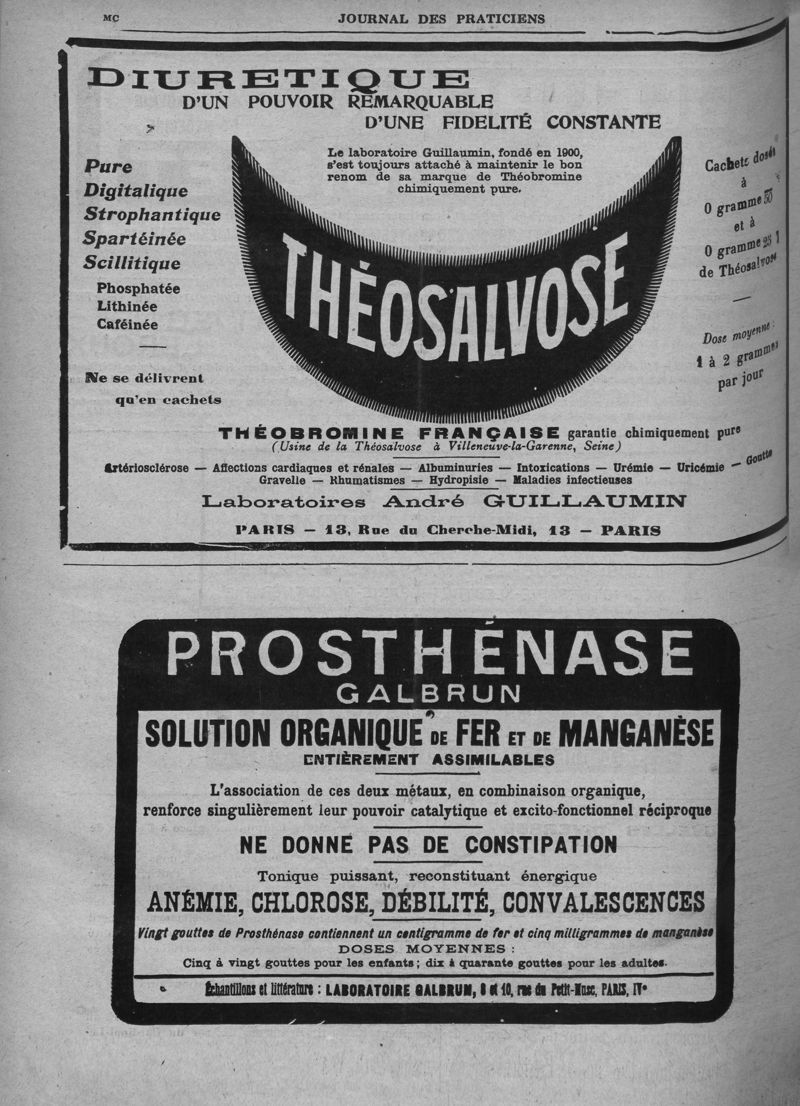 MC
JOURNAL DES PRATICIENS
DIURETIQUE
D'UN POUVOIR REMARQUABLE
D'UNE FIDELITÉ CONSTANTE
Le laboratoire Guillaumin, fondé en 1900,
s'est toujours attaché à maintenir le bon
renom de sa marque de Théobromine
chimiquement pure.
Pure
Digitalique
Strophantique
Spartéinée
Scillitique
Phosphatée
Lithinée
Caféinée
Ne se délivrent
qu'en cachets
THÉOSALVOSE
Cachets dosés
à
0 gramme 50
et à
0 gramme 25
de Théosalvose
Dose moyenne :
1 à 2 grammes
par jour
THÉOBROMINE FRANÇAISE garantie chimiquement pure
(Usine de la Théosalvose à Villeneuve-la-Garenne, Seine)
Artériosclérose — Affections cardiaques et rénales — Albuminuries — Intoxications — Urémie — Uricémie — Goutte
Gravelle — Rhumatismes — Hydropisie — Maladies infectieuses
Laboratoires André GUILLAUMIN
PARIS — 13, Rue du Cherche-Midi, 13 — PARIS
PROSTHÉNASE
GALBRUN
SOLUTION ORGANIQUE DE FER ET DE MANGANÈSE
ENTIÈREMENT ASSIMILABLES
L'association de ces deux métaux, en combinaison organique,
renforce singulièrement leur pouvoir catalytique et excito-fonctionnel réciproque
NE DONNE PAS DE CONSTIPATION
Tonique puissant, reconstituant énergique
ANÉMIE, CHLOROSE, DÉBILITÉ, CONVALESCENCES
Vingt gouttes de Prosthénase contiennent un centigramme de fer et cinq milligrammes de manganèse
DOSES MOYENNES :
Cinq à vingt gouttes pour les enfants ; dix à quarante gouttes pour les adultes.
Échantillons et littérature : LABORATOIRE GALBRUN, 8 et 10, rue du Petit-Musc, PARIS, IVe